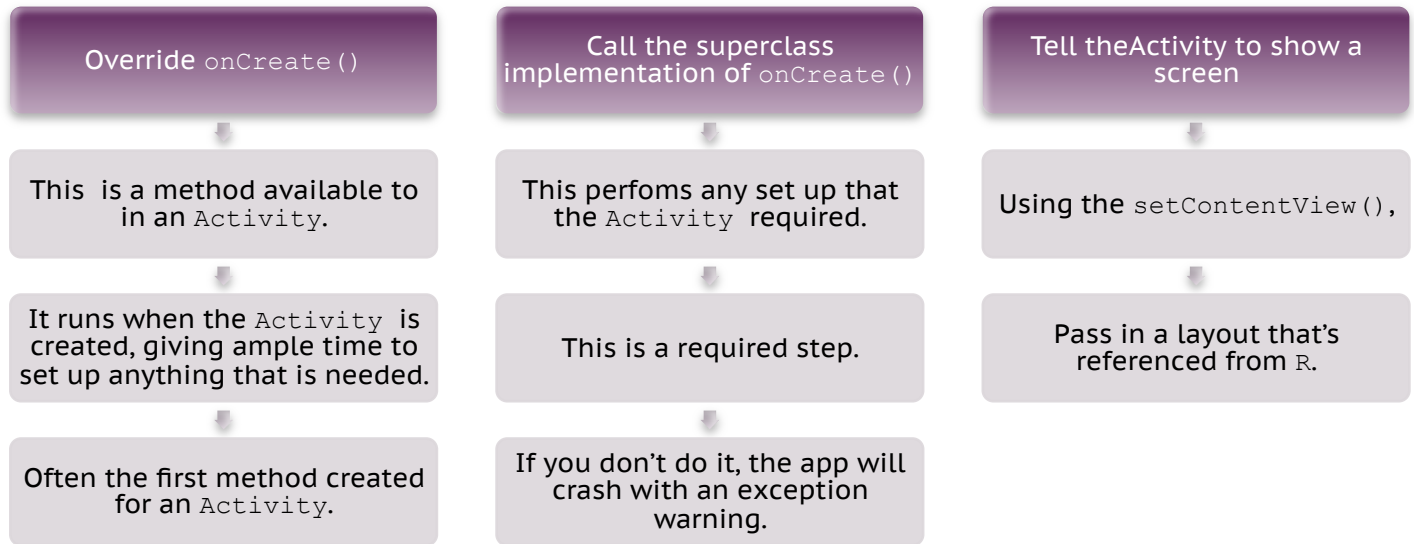 Override onCreate()
This is a method available to
in an Activity.
It runs when the Activity is
created, giving ample time to
set up anything that is needed.
Often the first method created
for an Activity.
Call the superclass
implementation of onCreate()
This perfoms any set up that
the Activity required.
This is a required step.
If you don’t do it, the app will
crash with an exception
warning.
Tell theActivity to show a
screen
Using the setContentView(),
Pass in a layout that’s
referenced from R.